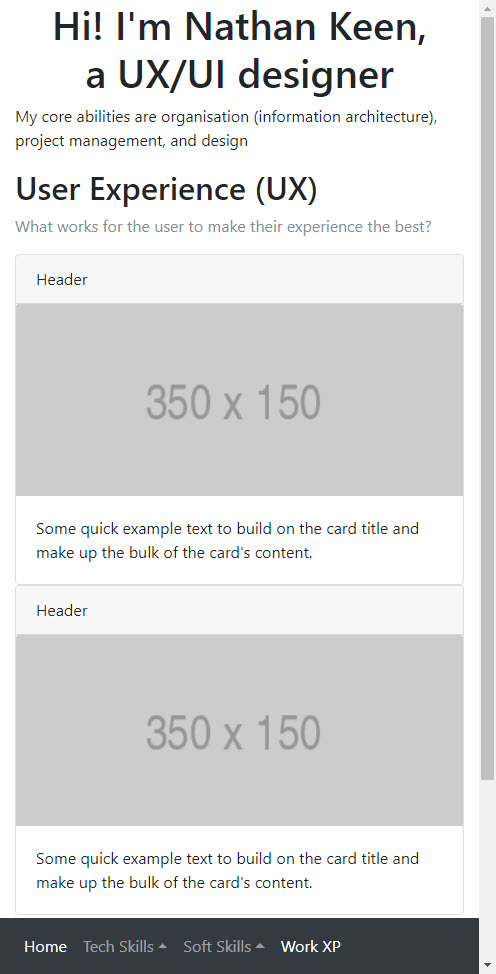 Hi! I'm Nathan Keen,
a UX/UI designer
My core abilities are organisation (information architecture),
project management, and design
User Experience (UX)
What works for the user to make their experience the best?
Header
350 x 150
Some quick example text to build on the card title and
make up the bulk of the card's content.
Header
350 x 150
Some quick example text to build on the card title and
make up the bulk of the card's content.
Home Tech Skills Soft Skills Work XP